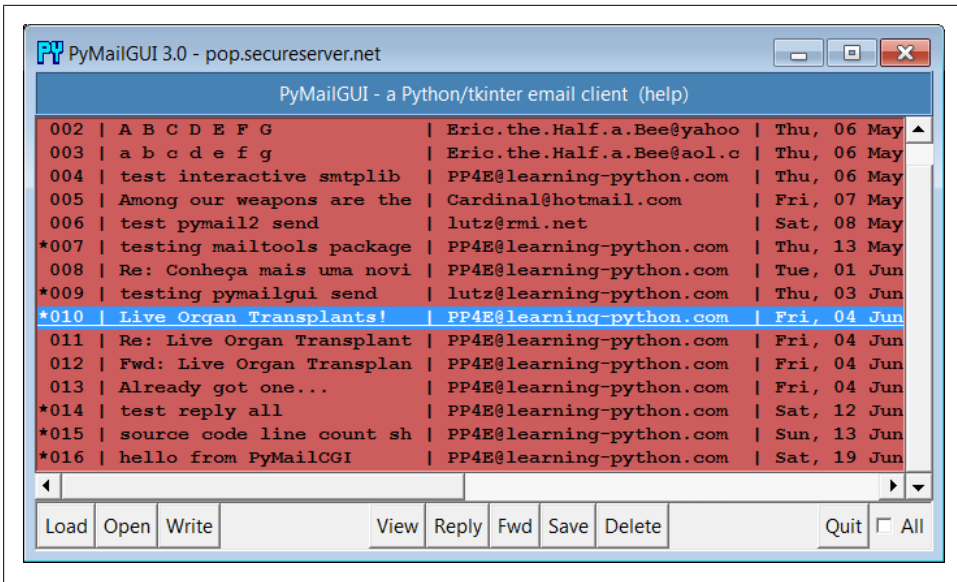 PY PyMailGUI 3.0 - pop.secureserver.net
PyMailGUI - a Python/tkinter email client (help)
002 | A B C D E F G | Eric.the.Half.a.Bee@yahoo | Thu, 06 May
003 | a b c d e f g | Eric.the.Half.a.Bee@aol.c | Thu, 06 May
004 | test interactive smtplib | PP4E@learning-python.com | Thu, 06 May
005 | Among our weapons are the | Cardinal@hotmail.com | Fri, 07 May
006 | test pymail2 send | lutz@rmi.net | Sat, 08 May
*007 | testing mailtools package | PP4E@learning-python.com | Thu, 13 May
008 | Re: Conheça mais uma novi | PP4E@learning-python.com | Tue, 01 Jun
*009 | testing pymailgui send | lutz@learning-python.com | Thu, 03 Jun
*010 | Live Organ Transplants! | PP4E@learning-python.com | Fri, 04 Jun
011 | Re: Live Organ Transplant | PP4E@learning-python.com | Fri, 04 Jun
012 | Fwd: Live Organ Transplan | PP4E@learning-python.com | Fri, 04 Jun
013 | Already got one... | PP4E@learning-python.com | Fri, 04 Jun
*014 | test reply all | PP4E@learning-python.com | Sat, 12 Jun
*015 | source code line count sh | PP4E@learning-python.com | Sun, 13 Jun
*016 | hello from PyMailCGI | PP4E@learning-python.com | Sat, 19 Jun
Load Open Write View Reply Fwd Save Delete Quit All